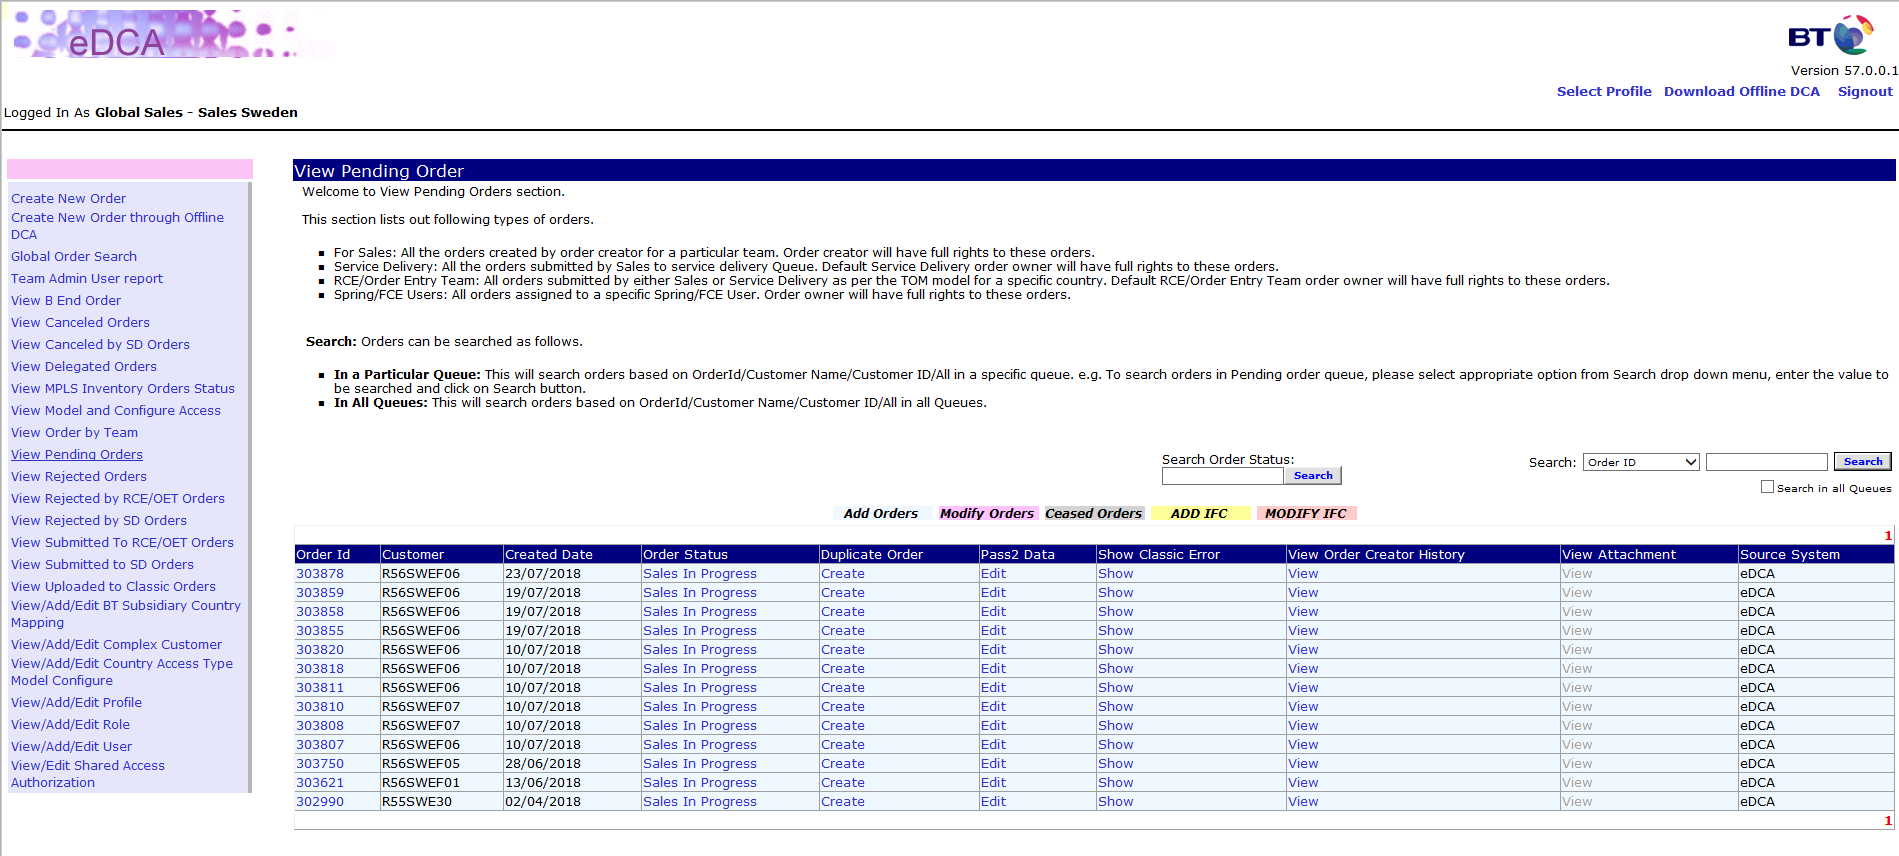 eDCA
BT
Version 57.0.0.1
Select Profile Download Offline DCA Signout
Logged In As Global Sales - Sales Sweden
Create New Order
Create New Order through Offline
DCA
Global Order Search
Team Admin User report
View B End Order
View Canceled Orders
View Canceled by SD Orders
View Delegated Orders
View MPLS Inventory Orders Status
View Model and Configure Access
View Order by Team
View Pending Orders
View Rejected Orders
View Rejected by RCE/OET Orders
View Rejected by SD Orders
View Submitted To RCE/OET Orders
View Submitted to SD Orders
View Uploaded to Classic Orders
View/Add/Edit BT Subsidiary Country
Mapping
View/Add/Edit Complex Customer
View/Add/Edit Country Access Type
Model Configure
View/Add/Edit Profile
View/Add/Edit Role
View/Add/Edit User
View/Edit Shared Access
Authorization
View Pending Order
Welcome to View Pending Orders section.
This section lists out following types of orders.
For Sales: All the orders created by order creator for a particular team. Order creator will have full rights to these orders.
Service Delivery: All the orders submitted by Sales to service delivery Queue. Default Service Delivery order owner will have full rights to these orders.
RCE/Order Entry Team: All orders submitted by either Sales or Service Delivery as per the TOM model for a specific country. Default RCE/Order Entry Team order owner will have full rights to these orders.
Spring/FCE Users: All orders assigned to a specific Spring/FCE User. Order owner will have full rights to these orders.
Search: Orders can be searched as follows.
In a Particular Queue: This will search orders based on OrderId/Customer Name/Customer ID/All in a specific queue. e.g. To search orders in Pending order queue, please select appropriate option from Search drop down menu, enter the value to
be searched and click on Search button.
In All Queues: This will search orders based on OrderId/Customer Name/Customer ID/All in all Queues.
Search Order Status:
Search
Search: Order ID Search
Search in all Queues
Add Orders Modify Orders Ceased Orders ADD IFC MODIFY IFC
1
Order Id Customer Created Date Order Status Duplicate Order Pass2 Data Show Classic Error View Order Creator History View Attachment Source System
303878 R56SWEF06 23/07/2018 Sales In Progress Create Edit Show View View eDCA
303859 R56SWEF06 19/07/2018 Sales In Progress Create Edit Show View View eDCA
303858 R56SWEF06 19/07/2018 Sales In Progress Create Edit Show View View eDCA
303855 R56SWEF06 19/07/2018 Sales In Progress Create Edit Show View View eDCA
303820 R56SWEF06 10/07/2018 Sales In Progress Create Edit Show View View eDCA
303818 R56SWEF06 10/07/2018 Sales In Progress Create Edit Show View View eDCA
303811 R56SWEF06 10/07/2018 Sales In Progress Create Edit Show View View eDCA
303810 R56SWEF07 10/07/2018 Sales In Progress Create Edit Show View View eDCA
303808 R56SWEF07 10/07/2018 Sales In Progress Create Edit Show View View eDCA
303807 R56SWEF06 10/07/2018 Sales In Progress Create Edit Show View View eDCA
303750 R56SWEF05 28/06/2018 Sales In Progress Create Edit Show View View eDCA
303621 R56SWEF01 13/06/2018 Sales In Progress Create Edit Show View View eDCA
302990 R55SWE30 02/04/2018 Sales In Progress Create Edit Show View View eDCA
1